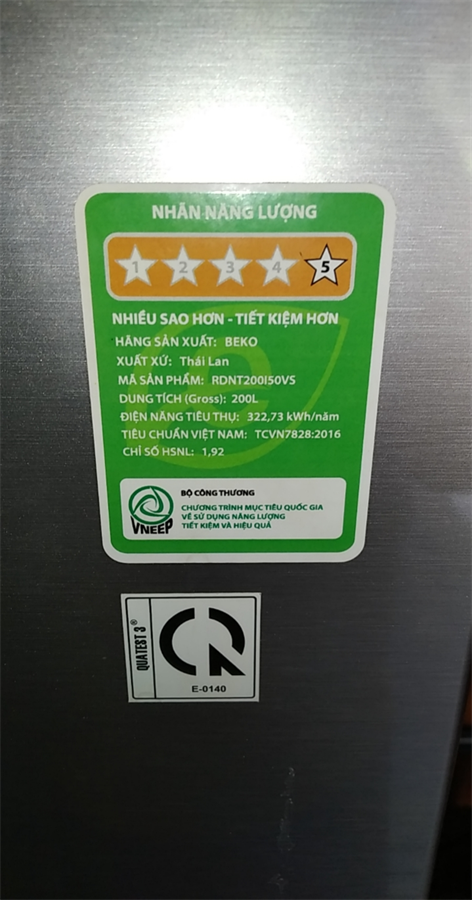 NHÃN NĂNG LƯỢNG
1 2 3 4 5
NHIỀU SAO HƠN - TIẾT KIỆM HƠN
HÃNG SẢN XUẤT: BEKO
XUẤT XỨ: Thái Lan
MÃ SẢN PHẨM: RDNT200I50VS
DUNG TÍCH (Gross): 200L
ĐIỆN NĂNG TIÊU THỤ: 322,73 kWh/năm
TIÊU CHUẨN VIỆT NAM: TCVN7828:2016
CHỈ SỐ HSNL: 1,92
BỘ CÔNG THƯƠNG
CHƯƠNG TRÌNH MỤC TIÊU QUỐC GIA
VỀ SỬ DỤNG NĂNG LƯỢNG
TIẾT KIỆM VÀ HIỆU QUẢ
VNEEP
QUATEST 3®
E-0140